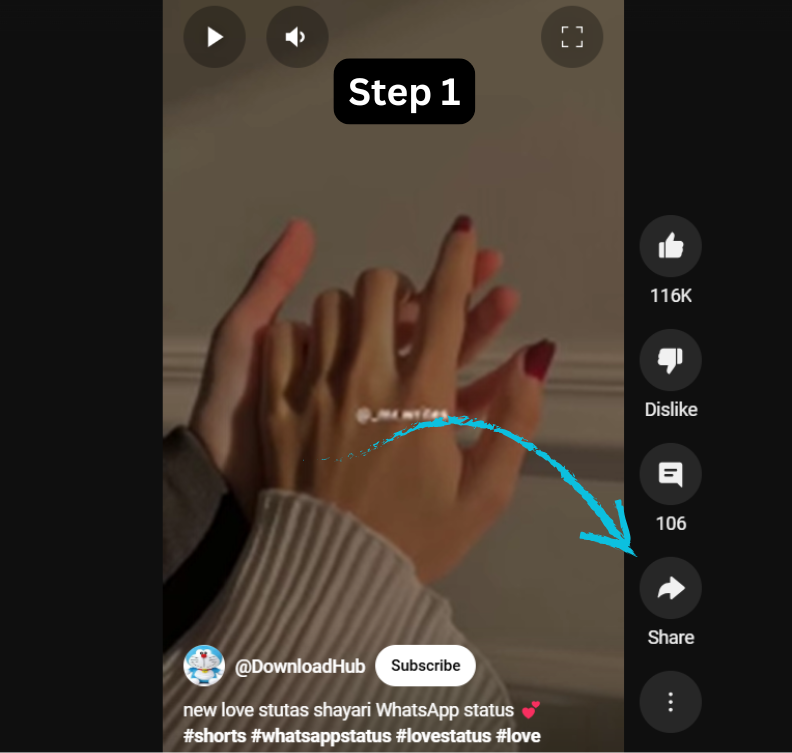 Step 1
116K
Dislike
106
Share
@_mr.writes_
@DownloadHub
Subscribe
new love stutas shayari WhatsApp status 💕
#shorts #whatsappstatus #lovestatus #love